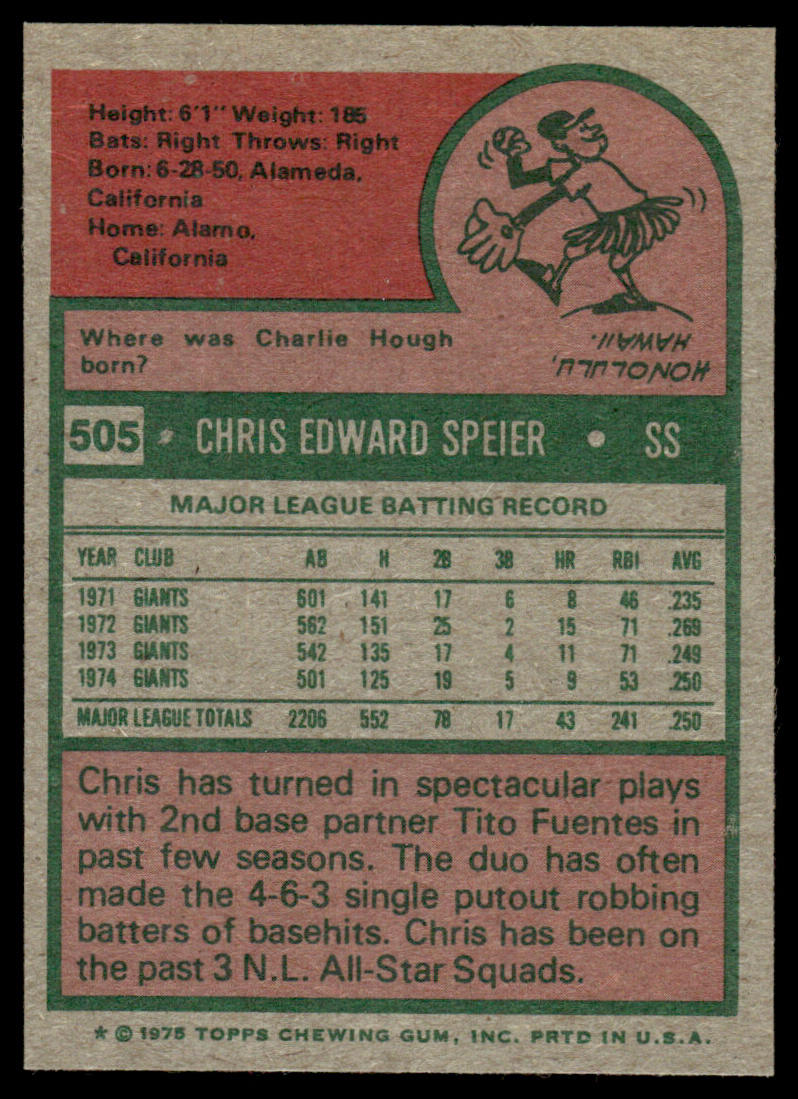 Height: 6'1" Weight: 185
Bats: Right Throws: Right
Born: 6-28-50, Alameda,
California
Home: Alamo,
California
Where was Charlie Hough
born?
HONOLULU,
HAWAII.
505 • CHRIS EDWARD SPEIER • SS
MAJOR LEAGUE BATTING RECORD
YEAR CLUB AB H 2B 3B HR RBI AVG
1971 GIANTS 601 141 17 6 8 46 .235
1972 GIANTS 562 151 25 2 15 71 .269
1973 GIANTS 542 135 17 4 11 71 .249
1974 GIANTS 501 125 19 5 9 53 .250
MAJOR LEAGUE TOTALS 2206 552 78 17 43 241 .250
Chris has turned in spectacular plays
with 2nd base partner Tito Fuentes in
past few seasons. The duo has often
made the 4-6-3 single putout robbing
batters of basehits. Chris has been on
the past 3 N.L. All-Star Squads.
* © 1975 TOPPS CHEWING GUM, INC. PRTD IN U.S.A.